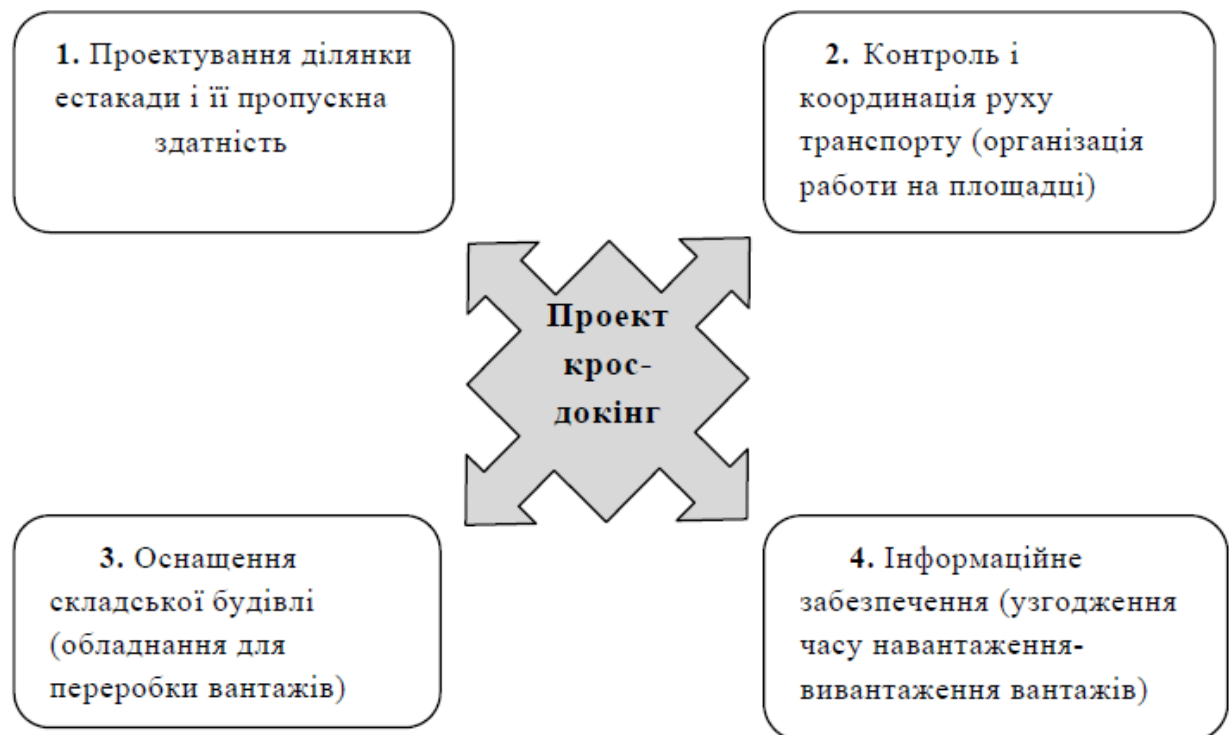 1. Проектування ділянки
естакади і її пропускна
здатність
2. Контроль і
координація руху
транспорту (організація
работи на площадці)
Проект
крос-
докінг
3. Оснащення
складської будівлі
(обладнання для
переробки вантажів)
4. Інформаційне
забезпечення (узгодження
часу навантаження-
вивантаження вантажів)